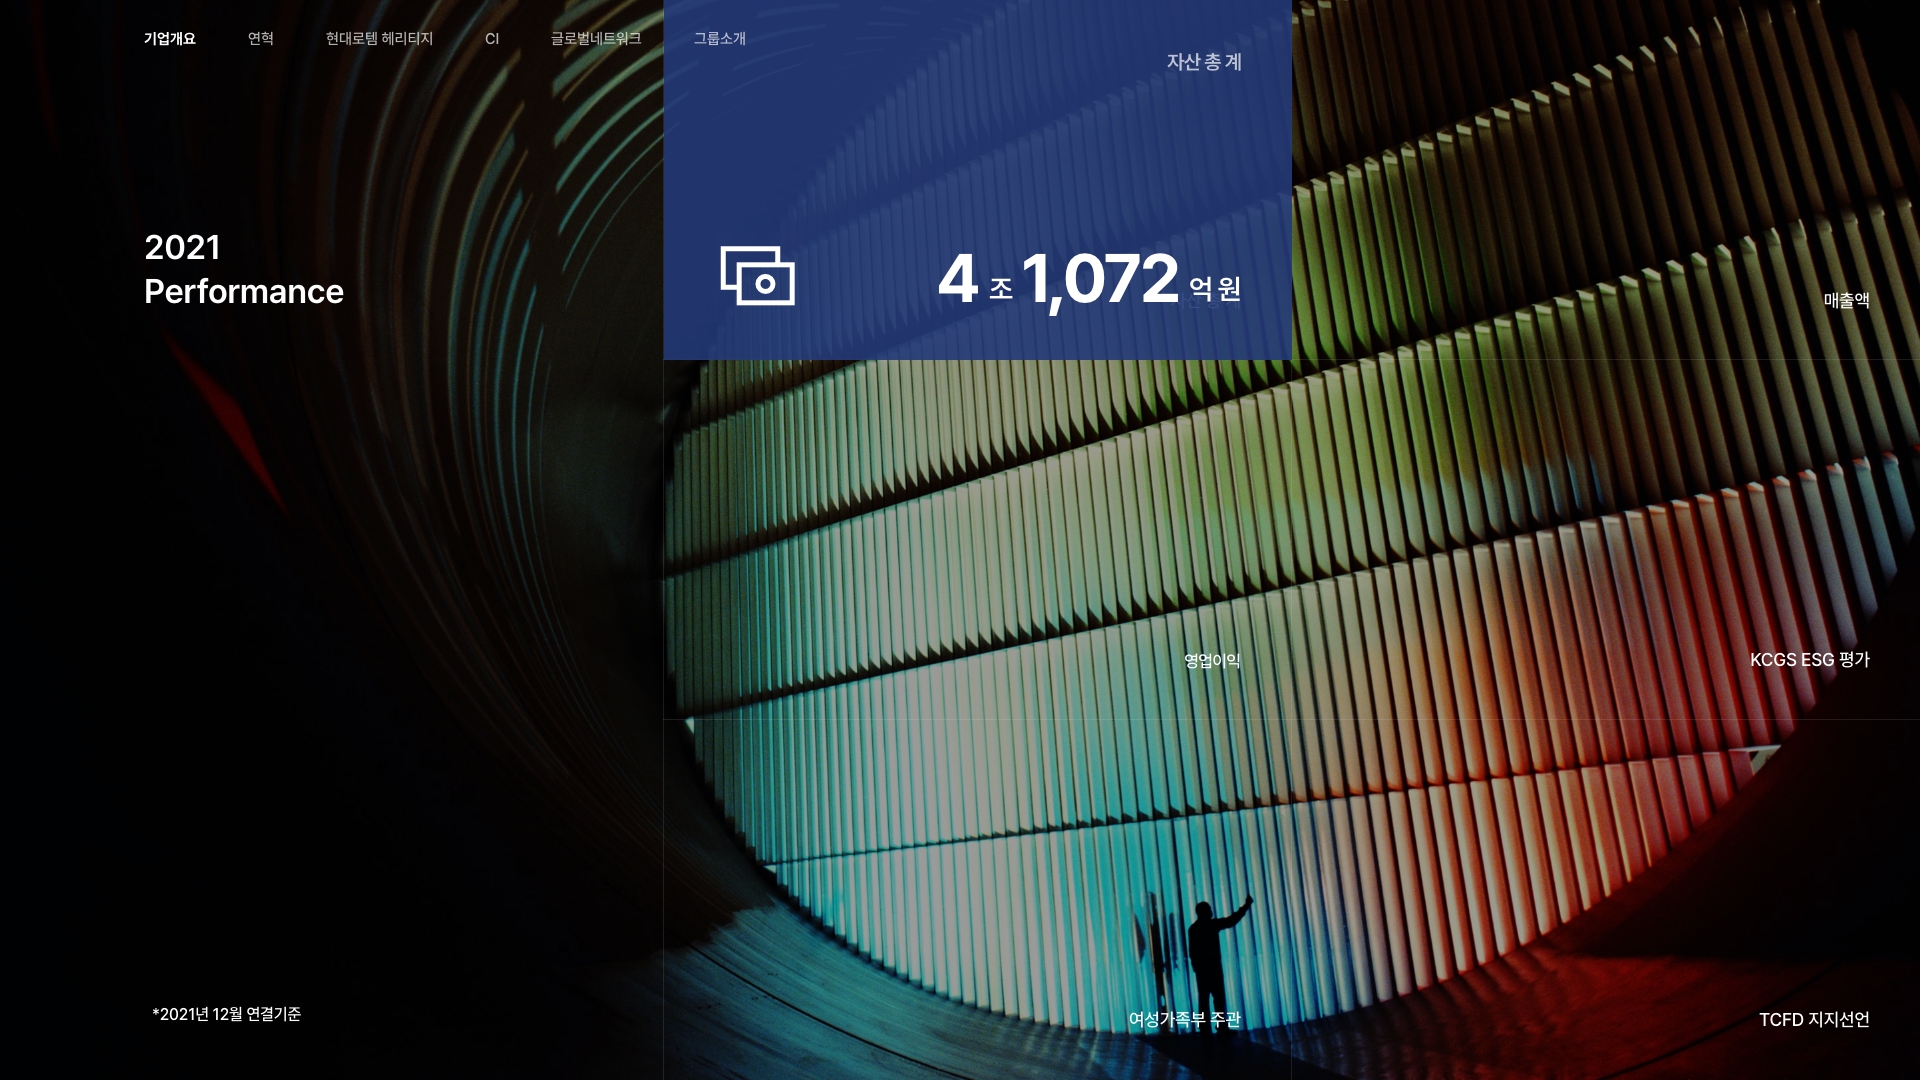 기업개요
연혁
현대로템 헤리티지
CI
글로벌네트워크
그룹소개
자산 총 계
2021
Performance
4 조 1,072 억 원
매출액
영업이익
KCGS ESG 평가
*2021년 12월 연결기준
여성가족부 주관
TCFD 지지선언